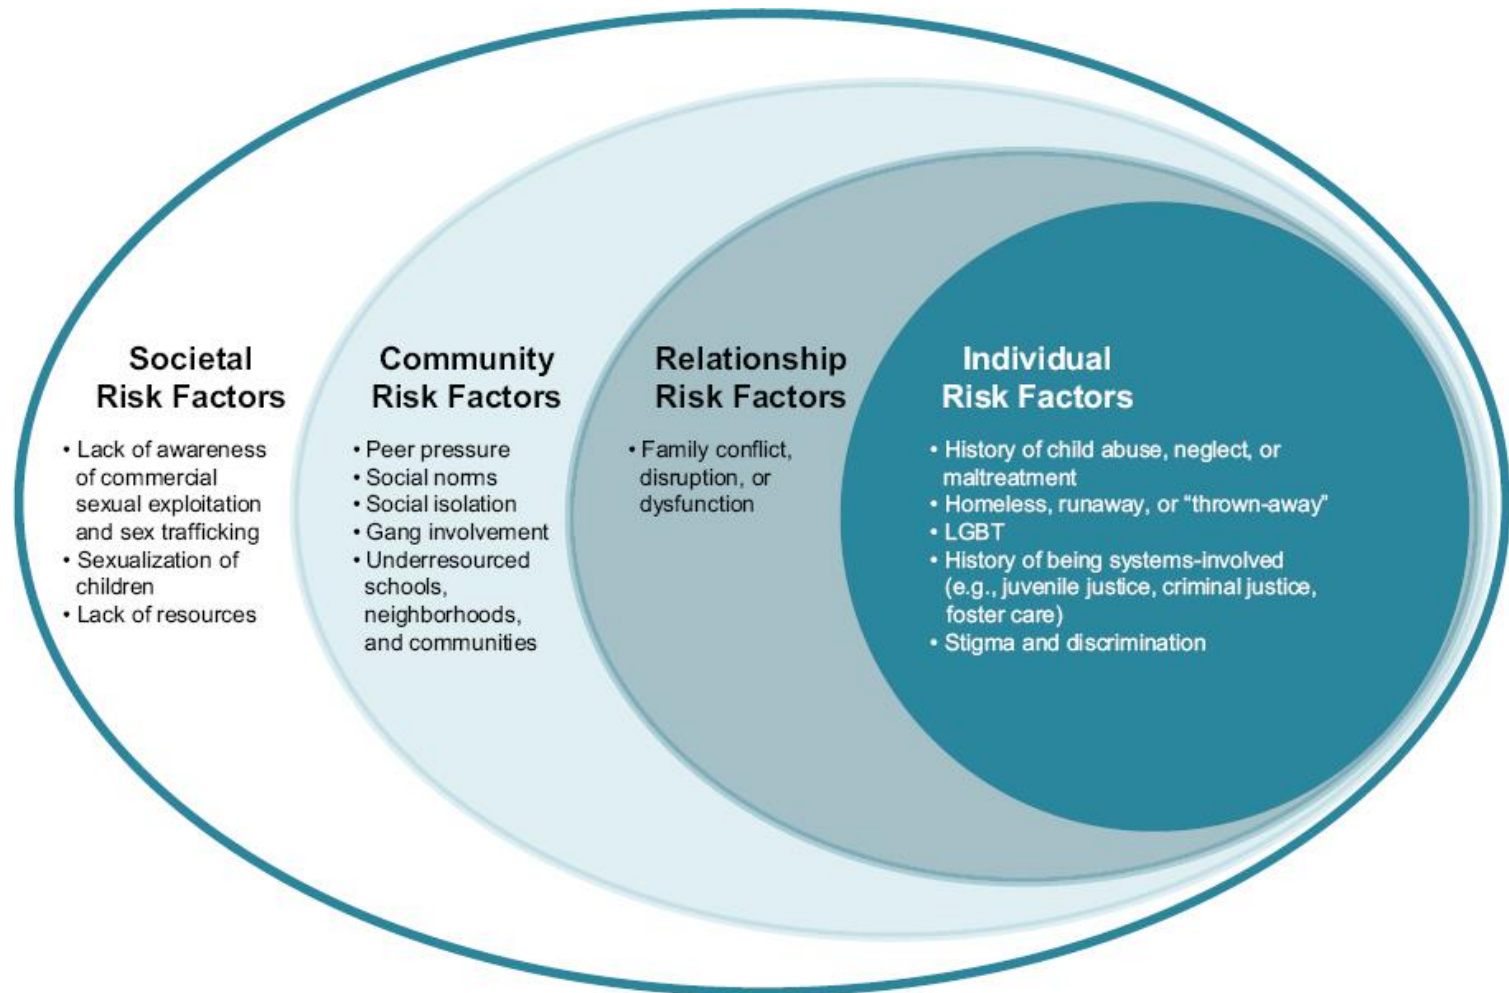 Societal
Risk Factors
• Lack of awareness
of commercial
sexual exploitation
and sex trafficking
• Sexualization of
children
• Lack of resources
Community
Risk Factors
• Peer pressure
• Social norms
• Social isolation
• Gang involvement
• Underresourced
schools,
neighborhoods,
and communities
Relationship
Risk Factors
• Family conflict,
disruption, or
dysfunction
Individual
Risk Factors
• History of child abuse, neglect, or
maltreatment
• Homeless, runaway, or “thrown-away”
• LGBT
• History of being systems-involved
(e.g., juvenile justice, criminal justice,
foster care)
• Stigma and discrimination